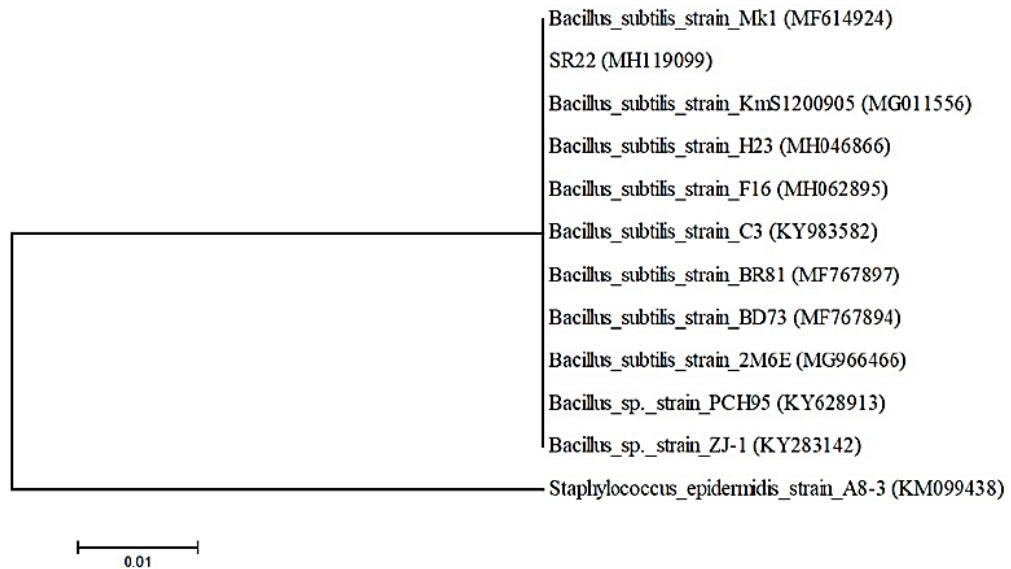 Bacillus_subtilis_strain_Mk1 (MF614924)
SR22 (MH119099)
Bacillus_subtilis_strain_KmS1200905 (MG011556)
Bacillus_subtilis_strain_H23 (MH046866)
Bacillus_subtilis_strain_F16 (MH062895)
Bacillus_subtilis_strain_C3 (KY983582)
Bacillus_subtilis_strain_BR81 (MF767897)
Bacillus_subtilis_strain_BD73 (MF767894)
Bacillus_subtilis_strain_2M6E (MG966466)
Bacillus_sp._strain_PCH95 (KY628913)
Bacillus_sp._strain_ZJ-1 (KY283142)
Staphylococcus_epidermidis_strain_A8-3 (KM099438)
0.01